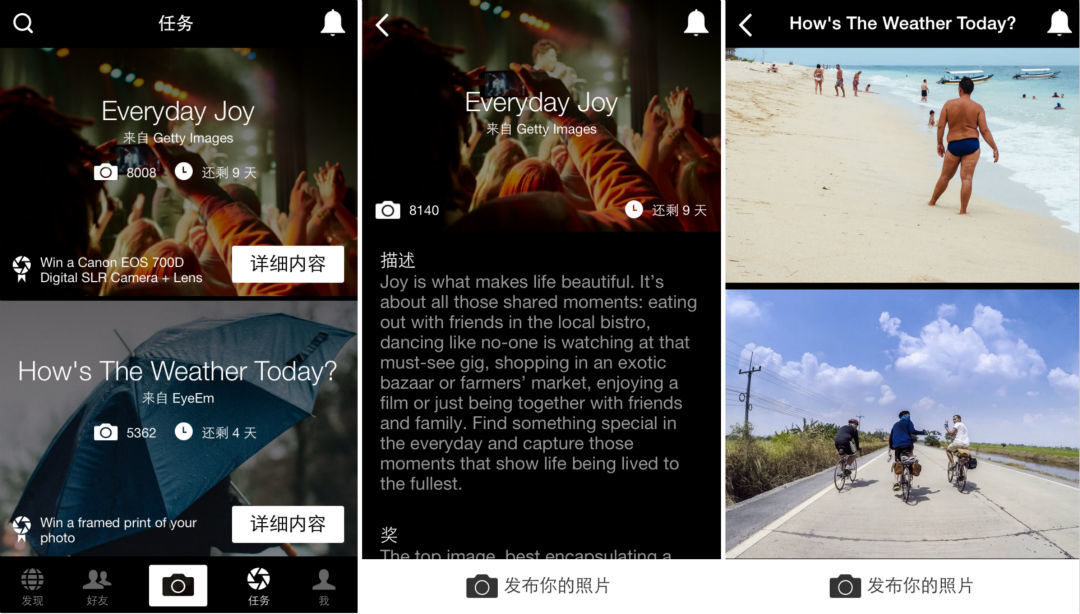 任务
Everyday Joy
来自 Getty Images
8008 还剩 9 天
Win a Canon EOS 700D
Digital SLR Camera + Lens
详细内容
How's The Weather Today?
来自 EyeEm
5362 还剩 4 天
Win a framed print of your
photo
详细内容
发现 好友 任务 我
Everyday Joy
来自 Getty Images
8140 还剩 9 天
描述
Joy is what makes life beautiful. It's
about all those shared moments: eating
out with friends in the local bistro,
dancing like no-one is watching at that
must-see gig, shopping in an exotic
bazaar or farmers' market, enjoying a
film or just being together with friends
and family. Find something special in
the everyday and capture those
moments that show life being lived to
the fullest.
奖
The top image, best encapsulating a
发布你的照片
How's The Weather Today?
发布你的照片